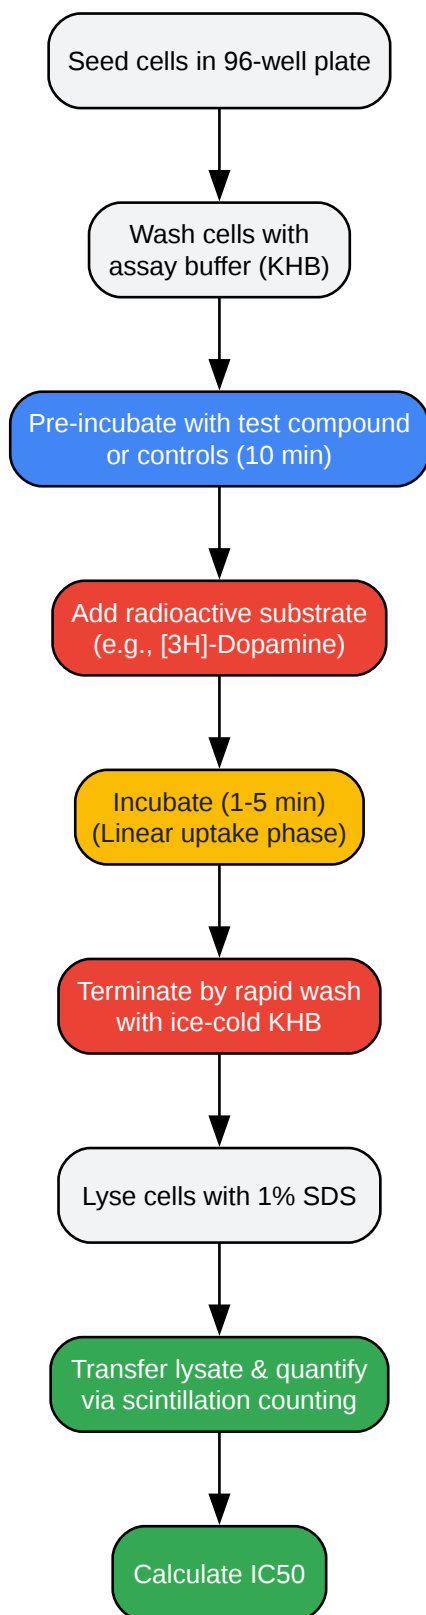 Seed cells in 96-well plate
Wash cells with
assay buffer (KHB)
Pre-incubate with test compound
or controls (10 min)
Add radioactive substrate
(e.g., [3H]-Dopamine)
Incubate (1-5 min)
(Linear uptake phase)
Terminate by rapid wash
with ice-cold KHB
Lyse cells with 1% SDS
Transfer lysate & quantify
via scintillation counting
Calculate IC50